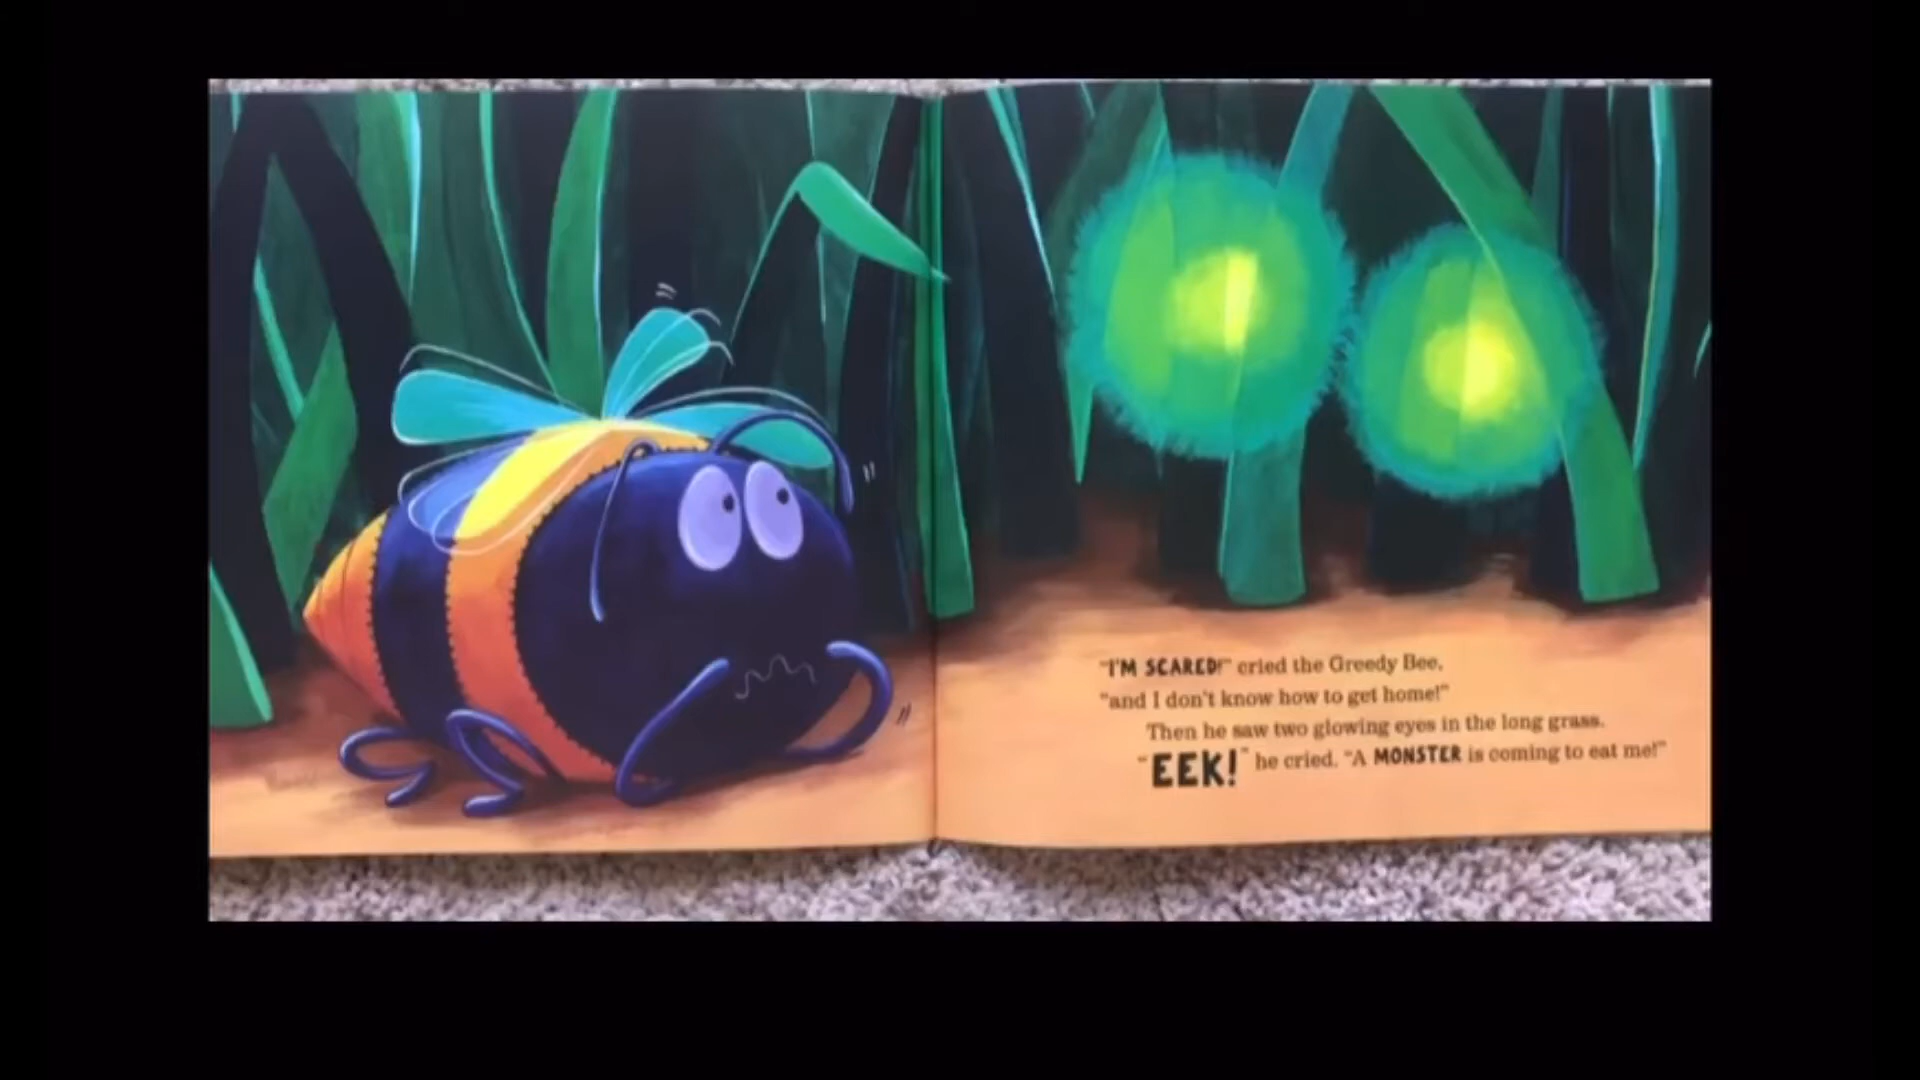 "I'M SCARED!" cried the Greedy Bee,
"and I don't know how to get home!"
Then he saw two glowing eyes in the long grass.
"EEK!" he cried. "A MONSTER is coming to eat me!"